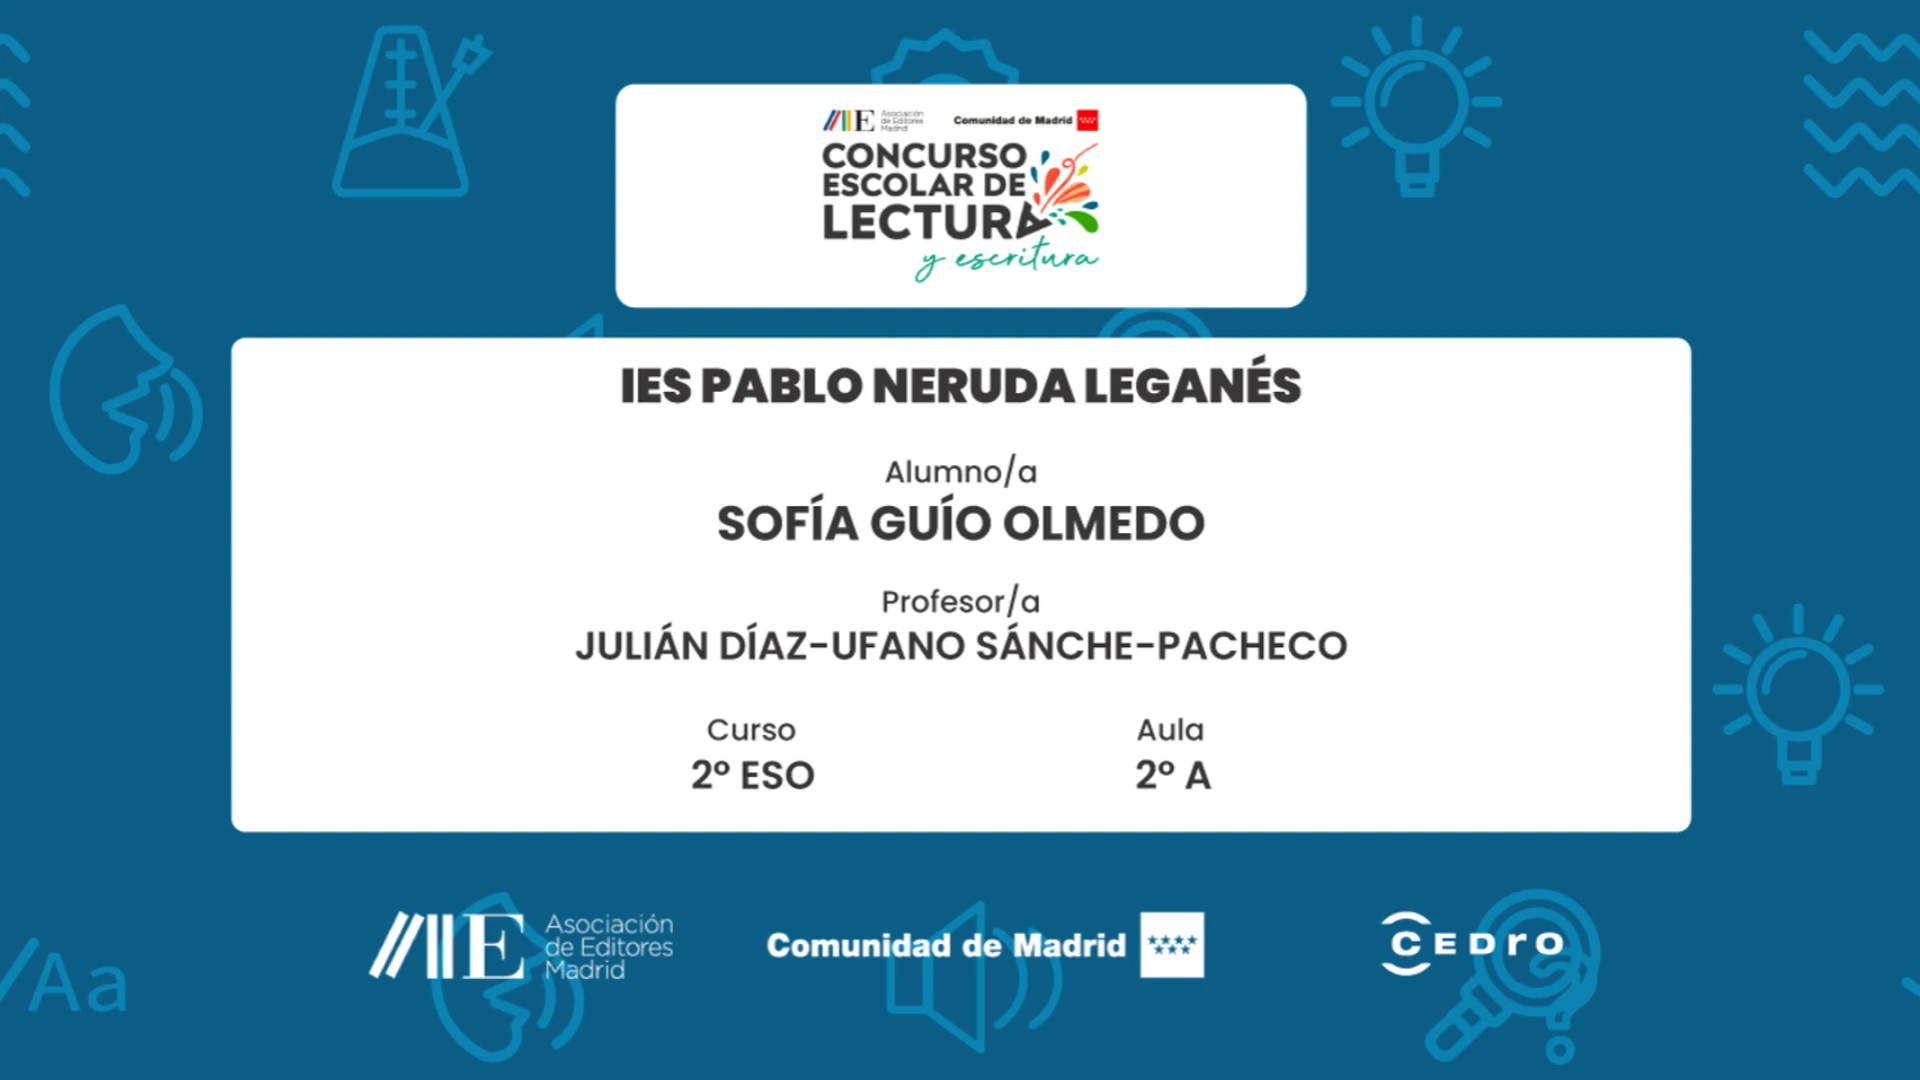 Asociación
de Editores
Madrid
Comunidad de Madrid
CONCURSO
ESCOLAR DE
LECTURA
y escritura
IES PABLO NERUDA LEGANÉS
Alumno/a
SOFÍA GUÍO OLMEDO
Profesor/a
JULIÁN DÍAZ-UFANO SÁNCHE-PACHECO
Curso
Aula
2º ESO
2º A
Asociación
de Editores
Madrid
Comunidad de Madrid
CEDro
Aa